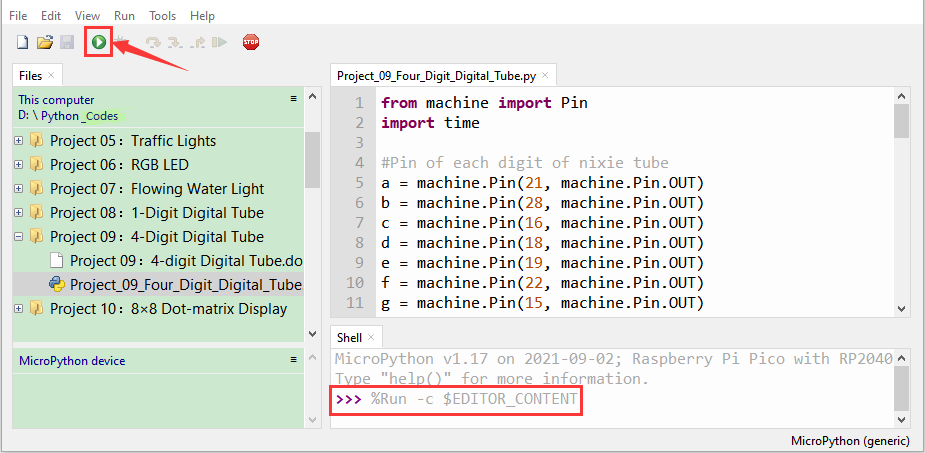 File Edit View Run Tools Help
STOP
Files ×
This computer
D: \ Python _Codes
Project 05：Traffic Lights
Project 06：RGB LED
Project 07：Flowing Water Light
Project 08：1-Digit Digital Tube
Project 09：4-Digit Digital Tube
Project 09：4-digit Digital Tube.do
Project_09_Four_Digit_Digital_Tube
Project 10：8×8 Dot-matrix Display
MicroPython device
Project_09_Four_Digit_Digital_Tube.py ×
1 from machine import Pin
2 import time
3
4 #Pin of each digit of nixie tube
5 a = machine.Pin(21, machine.Pin.OUT)
6 b = machine.Pin(28, machine.Pin.OUT)
7 c = machine.Pin(16, machine.Pin.OUT)
8 d = machine.Pin(18, machine.Pin.OUT)
9 e = machine.Pin(19, machine.Pin.OUT)
10 f = machine.Pin(22, machine.Pin.OUT)
11 g = machine.Pin(15, machine.Pin.OUT)
Shell ×
MicroPython v1.17 on 2021-09-02; Raspberry Pi Pico with RP2040
Type "help()" for more information.
>>> %Run -c $EDITOR_CONTENT
MicroPython (generic)